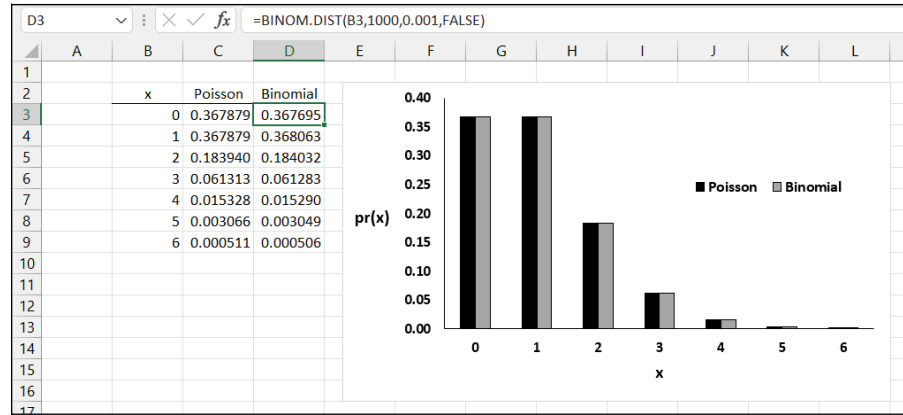 D3 fx =BINOM.DIST(B3,1000,0.001,FALSE)
A B C D E F G H I J K L
1
2 x Poisson Binomial
3 0 0.367879 0.367695
4 1 0.367879 0.368063
5 2 0.183940 0.184032
6 3 0.061313 0.061283
7 4 0.015328 0.015290
8 5 0.003066 0.003049
9 6 0.000511 0.000506
10
11
12
13
14
15
16
17
0.40
0.35
0.30
0.25
0.20
0.15
0.10
0.05
0.00
pr(x)
Poisson Binomial
0 1 2 3 4 5 6
x